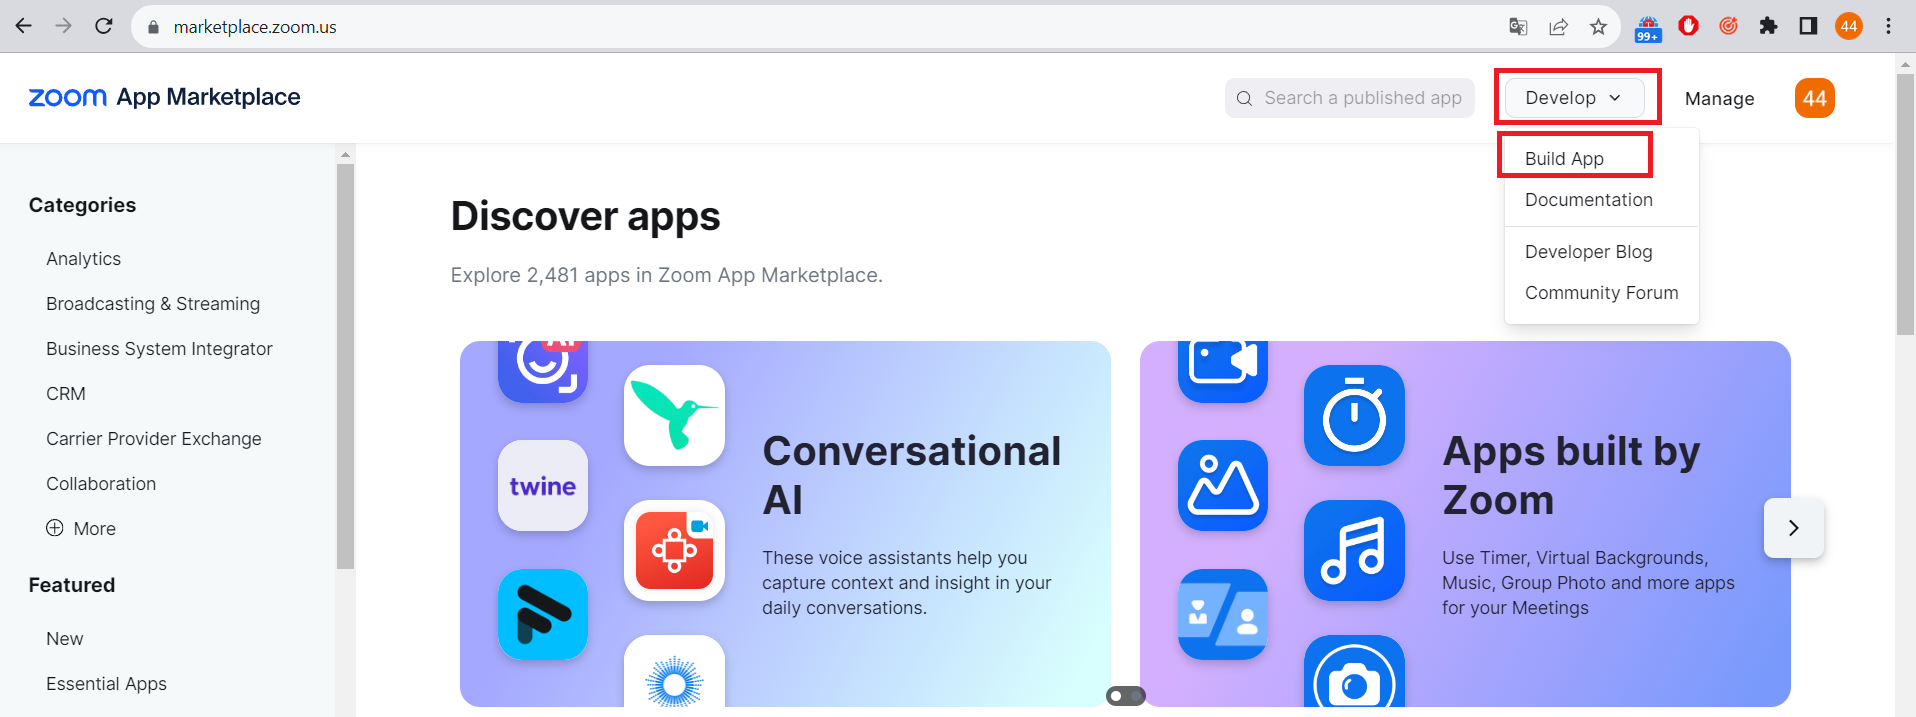 marketplace.zoom.us
99+
44
zoom App Marketplace
Search a published app
Develop
Manage
44
Build App
Documentation
Developer Blog
Community Forum
Categories
Analytics
Broadcasting & Streaming
Business System Integrator
CRM
Carrier Provider Exchange
Collaboration
More
Featured
New
Essential Apps
Discover apps
Explore 2,481 apps in Zoom App Marketplace.
AI
twine
Conversational
AI
These voice assistants help you
capture context and insight in your
daily conversations.
Apps built by
Zoom
Use Timer, Virtual Backgrounds,
Music, Group Photo and more apps
for your Meetings